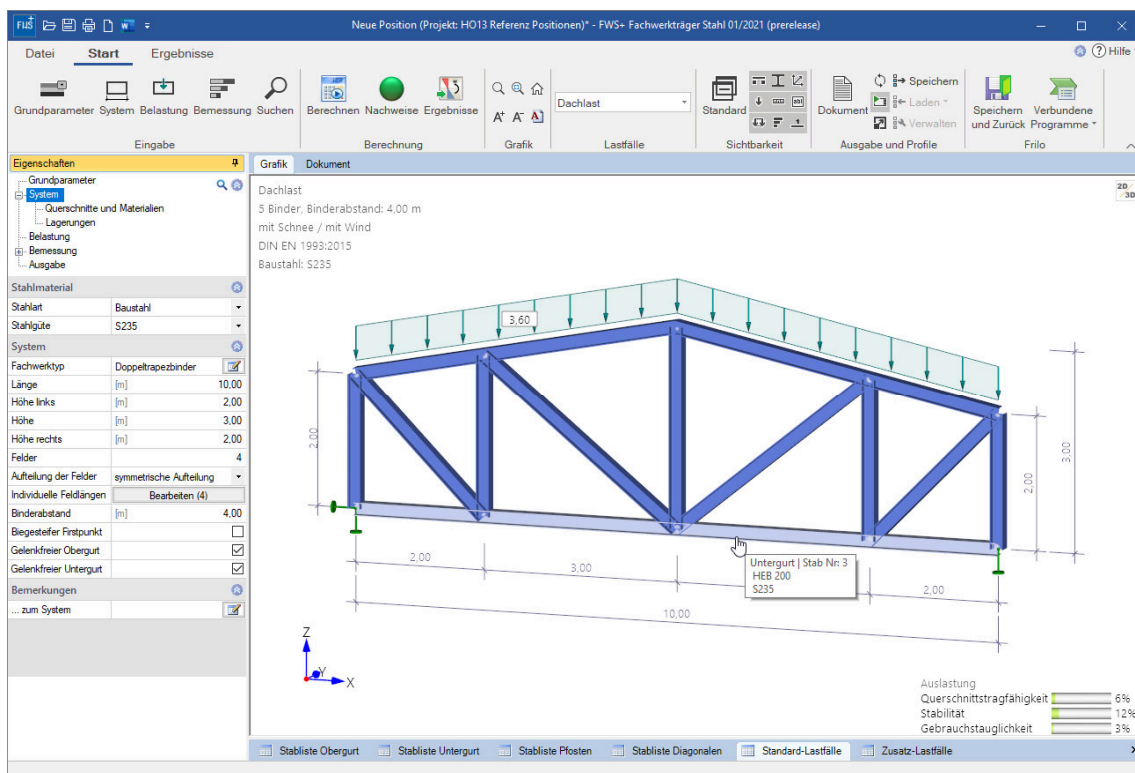 FWS+
Neue Position (Projekt: HO13 Referenz Positionen)* - FWS+ Fachwerkträger Stahl 01/2021 (prerelease)
Datei Start Ergebnisse Hilfe
Grundparameter System Belastung Bemessung Suchen
Berechnen Nachweise Ergebnisse
Dachlast
Standard
Dokument
Speichern
Laden
Verwalten
Speichern und Zurück
Verbundene Programme
Eingabe Berechnung Grafik Lastfälle Sichtbarkeit Ausgabe und Profile Frilo
Eigenschaften
Grundparameter
System
Querschnitte und Materialien
Lagerungen
Belastung
Bemessung
Ausgabe
Stahlmaterial
Stahlart Baustahl
Stahlgüte S235
System
Fachwerktyp Doppeltrapezbinder
Länge [m] 10,00
Höhe links [m] 2,00
Höhe [m] 3,00
Höhe rechts [m] 2,00
Felder 4
Aufteilung der Felder symmetrische Aufteilung
Individuelle Feldlängen Bearbeiten (4)
Binderabstand [m] 4,00
Biegesteifer Firstpunkt
Gelenkfreier Obergurt
Gelenkfreier Untergurt
Bemerkungen
... zum System
Grafik Dokument
2D/3D
Dachlast
5 Binder, Binderabstand: 4,00 m
mit Schnee / mit Wind
DIN EN 1993:2015
Baustahl: S235
3,60
2,00
3,00
2,00
2,00
3,00
2,00
10,00
Untergurt | Stab Nr: 3
HEB 200
S235
Z
Y
X
Auslastung
Querschnittstragfähigkeit 6%
Stabilität 12%
Gebrauchstauglichkeit 3%
Stabliste Obergurt Stabliste Untergurt Stabliste Pfosten Stabliste Diagonalen Standard-Lastfälle Zusatz-Lastfälle